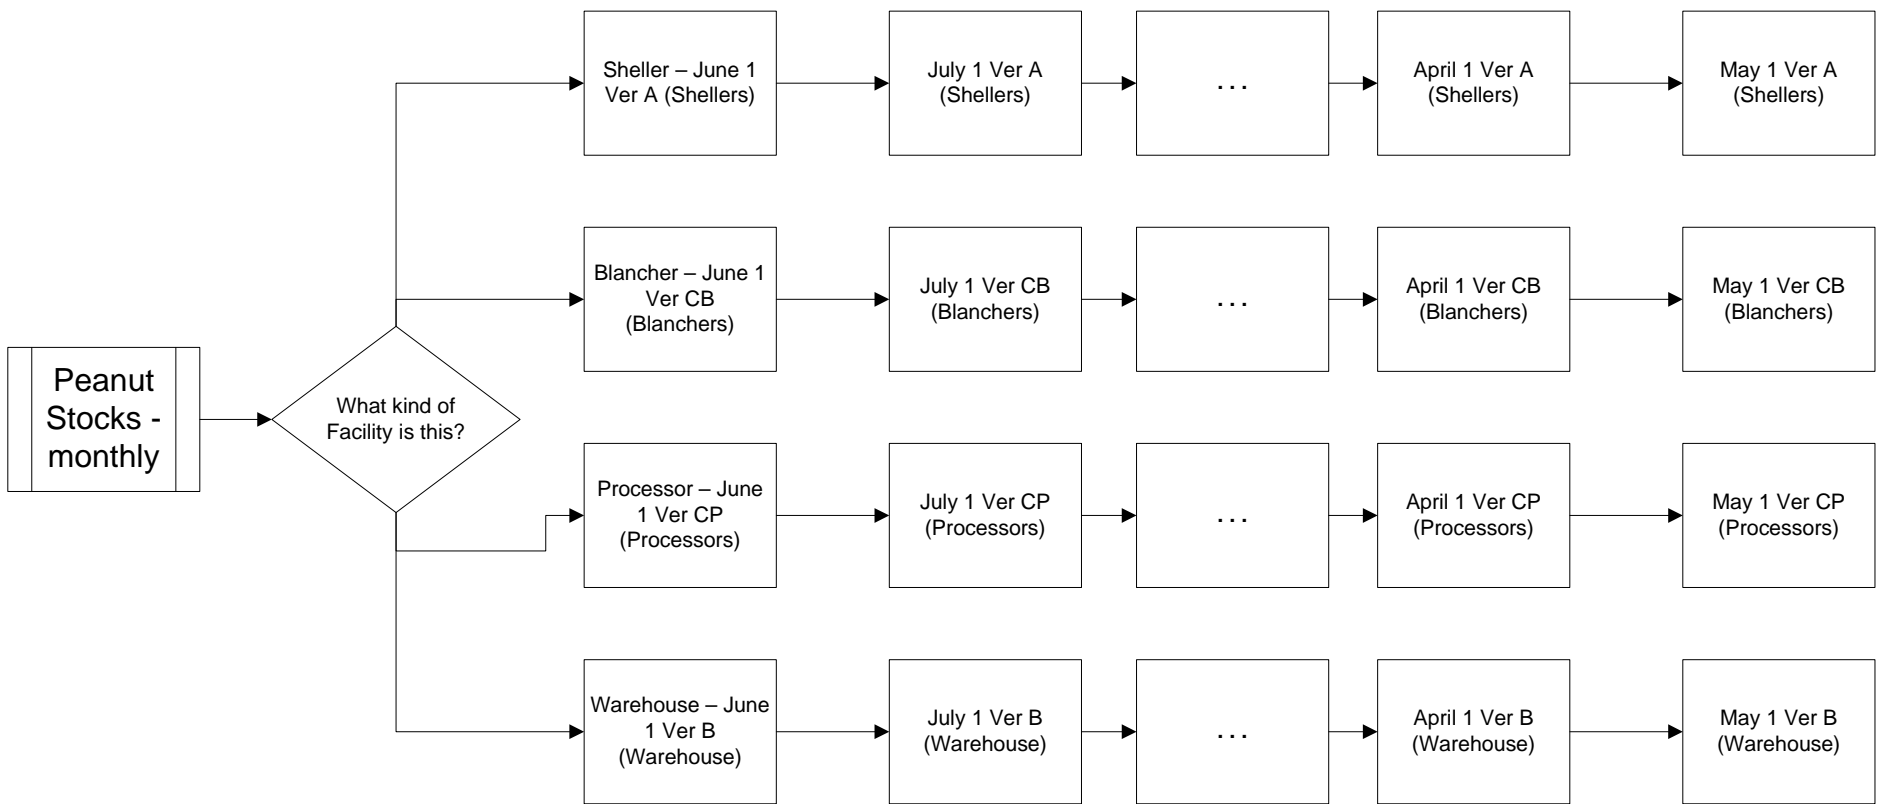 Peanut
Stocks -
monthly
What kind of
Facility is this?
Sheller – June 1
Ver A (Shellers)
July 1 Ver A
(Shellers)
. . .
April 1 Ver A
(Shellers)
May 1 Ver A
(Shellers)
Blancher – June 1
Ver CB
(Blanchers)
July 1 Ver CB
(Blanchers)
. . .
April 1 Ver CB
(Blanchers)
May 1 Ver CB
(Blanchers)
Processor – June
1 Ver CP
(Processors)
July 1 Ver CP
(Processors)
. . .
April 1 Ver CP
(Processors)
May 1 Ver CP
(Processors)
Warehouse – June
1 Ver B
(Warehouse)
July 1 Ver B
(Warehouse)
. . .
April 1 Ver B
(Warehouse)
May 1 Ver B
(Warehouse)